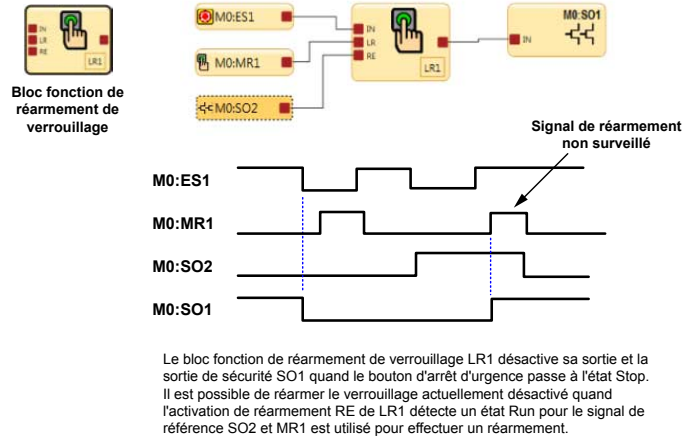 IN
LR
RE
LR1
Bloc fonction de
réarmement de
verrouillage
M0:ES1
M0:MR1
M0:SO2
IN
LR
RE
LR1
M0:SO1
IN
Signal de réarmement
non surveillé
M0:ES1
M0:MR1
M0:SO2
M0:SO1
Le bloc fonction de réarmement de verrouillage LR1 désactive sa sortie et la
sortie de sécurité SO1 quand le bouton d'arrêt d'urgence passe à l'état Stop.
Il est possible de réarmer le verrouillage actuellement désactivé quand
l'activation de réarmement RE de LR1 détecte un état Run pour le signal de
référence SO2 et MR1 est utilisé pour effectuer un réarmement.